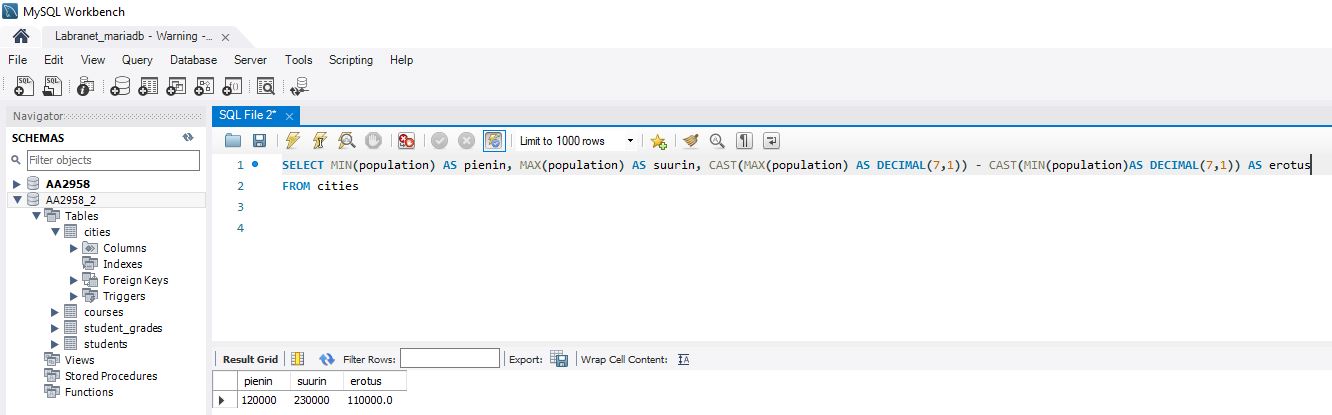 MySQL Workbench
Labranet_mariadb - Warning -...
File Edit View Query Database Server Tools Scripting Help
Navigator
SCHEMAS
Filter objects
AA2958
AA2958_2
Tables
cities
Columns
Indexes
Foreign Keys
Triggers
courses
student_grades
students
Views
Stored Procedures
Functions
SQL File 2*
Limit to 1000 rows
1 SELECT MIN(population) AS pienin, MAX(population) AS suurin, CAST(MAX(population) AS DECIMAL(7,1)) - CAST(MIN(population)AS DECIMAL(7,1)) AS erotus
2 FROM cities
3
4
Result Grid Filter Rows: Export: Wrap Cell Content:
pienin suurin erotus
120000 230000 110000.0